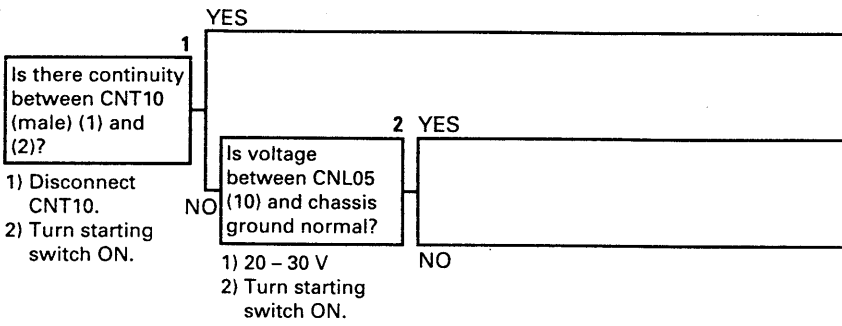 YES
1
Is there continuity
between CNT10
(male) (1) and
(2)?
1) Disconnect
CNT10.
2) Turn starting
switch ON.
NO
2 YES
Is voltage
between CNL05
(10) and chassis
ground normal?
1) 20 – 30 V
2) Turn starting
switch ON.
NO